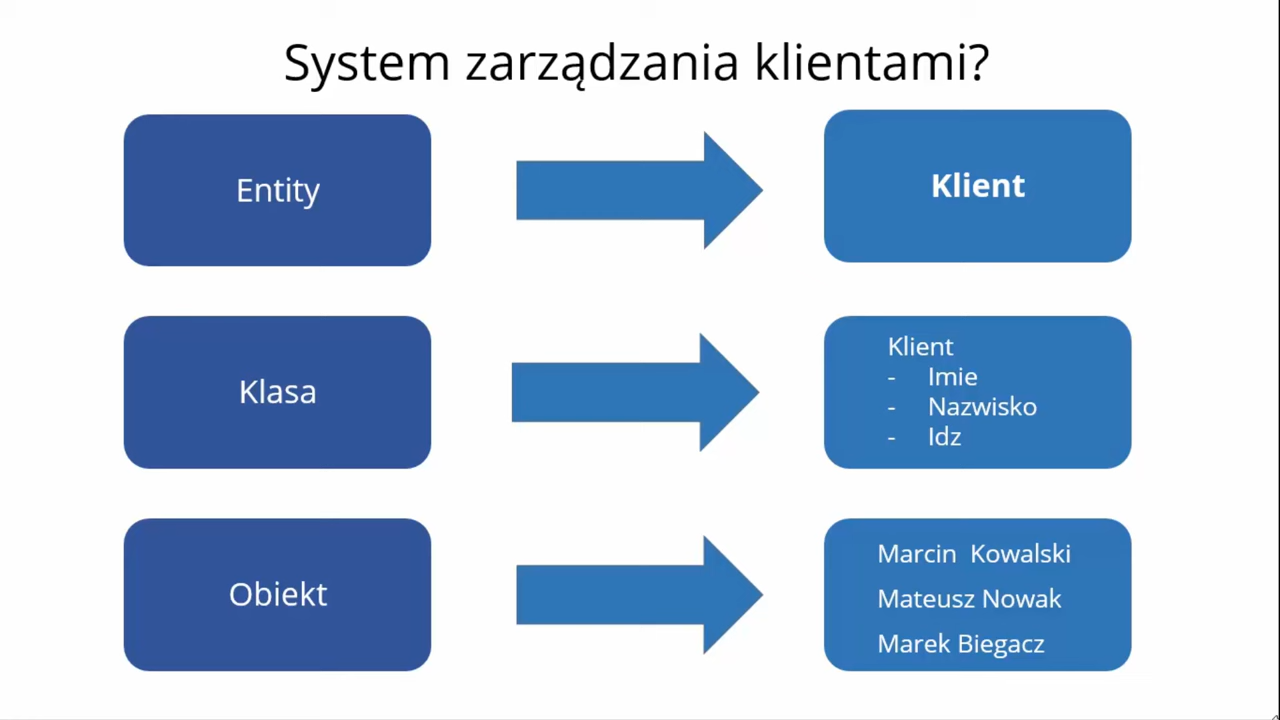 System zarządzania klientami?
Entity
Klient
Klasa
Klient
- Imie
- Nazwisko
- Idz
Obiekt
Marcin Kowalski
Mateusz Nowak
Marek Biegacz